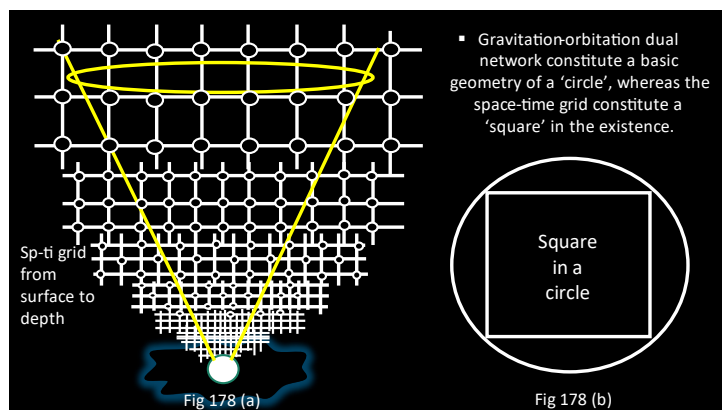 ▪ Gravitation-orbitation dual
network constitute a basic
geometry of a ‘circle’, whereas the
space-time grid constitute a
‘square’ in the existence.
Sp-ti grid
from
surface to
depth
Square
in a
circle
Fig 178 (a)
Fig 178 (b)